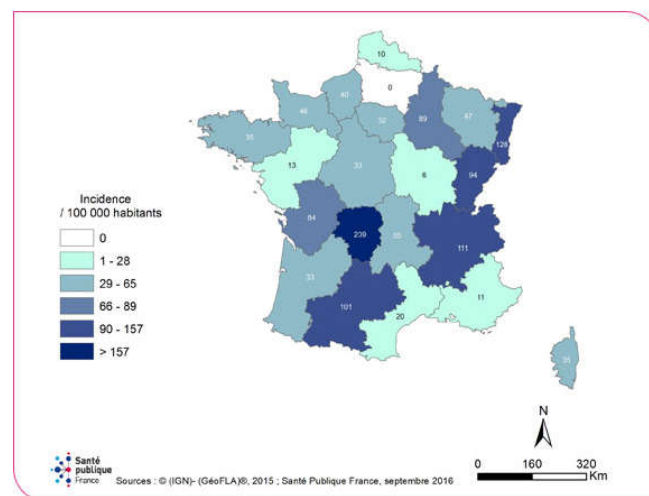 10
0
40
46
32
35
89
47
128
13
33
6
94
84
239
55
111
33
101
20
11
35
Incidence
/ 100 000 habitants
0
1 - 28
29 - 65
66 - 89
90 - 157
> 157
N
0 160 320
Km
Santé
publique
France
Sources : © (IGN)- (GéoFLA)®, 2015 ; Santé Publique France, septembre 2016